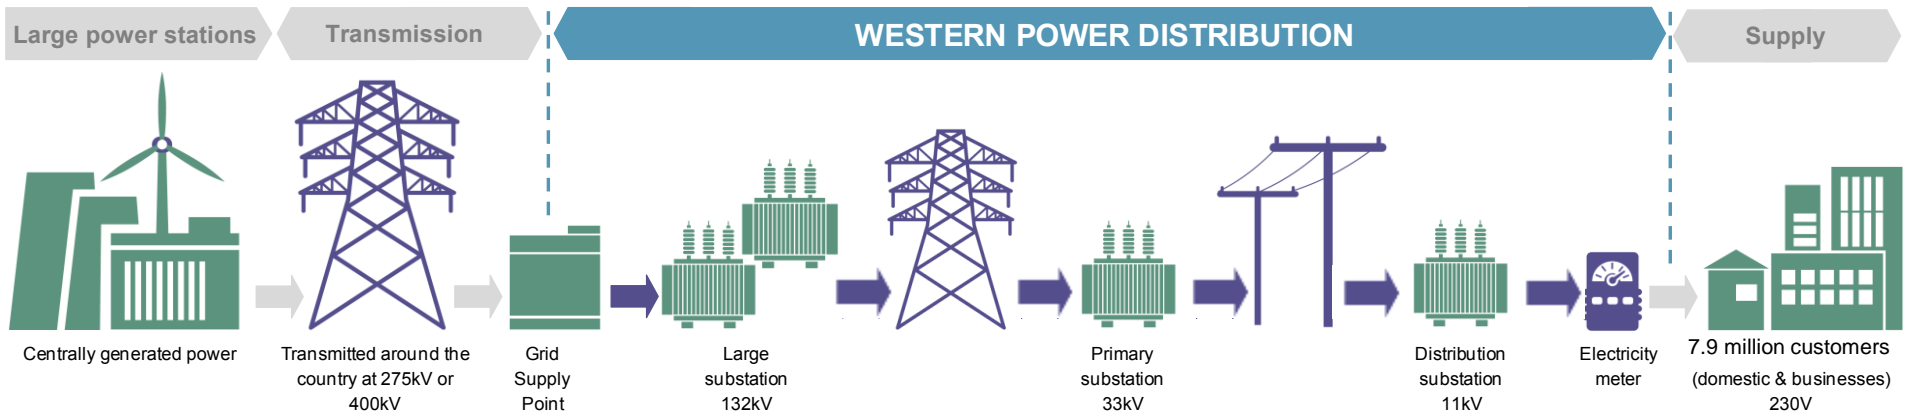 Large power stations
Transmission
WESTERN POWER DISTRIBUTION
Supply
Centrally generated power
Transmitted around the
country at 275kV or
400kV
Grid
Supply
Point
Large
substation
132kV
Primary
substation
33kV
Distribution
substation
11kV
Electricity
meter
7.9 million customers
(domestic & businesses)
230V